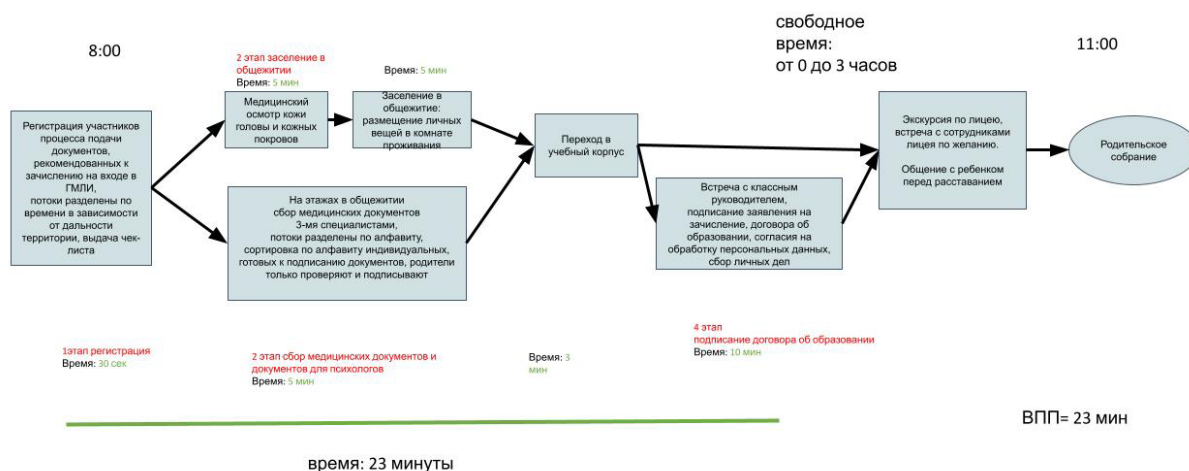 8:00
2 этап заселение в
общежитии
Время: 5 мин
Время: 5 мин
свободное
время:
от 0 до 3 часов
11:00
Регистрация участников
процесса подачи
документов,
рекомендованных к
зачислению на входе в
ГМЛИ,
потоки разделены по
времени в зависимости
от дальности
территории, выдача чек-
листа
Медицинский
осмотр кожи
головы и кожных
покровов
Заселение в
общежитие:
размещение личных
вещей в комнате
проживания
На этажах в общежитии
сбор медицинских документов
3-мя специалистами,
потоки разделены по алфавиту,
сортировка по алфавиту индивидуальных,
готовых к подписанию документов, родители
только проверяют и подписывают
Переход в
учебный корпус
Встреча с классным
руководителем,
подписание заявления на
зачисление, договора об
образовании, согласия на
обработку персональных данных,
сбор личных дел
Экскурсия по лицею,
встреча с сотрудниками
лицея по желанию.
Общение с ребенком
перед расставанием
Родительское
собрание
1этап регистрация
Время: 30 сек
2 этап сбор медицинских документов и
документов для психологов
Время: 5 мин
Время: 3
мин
4 этап
подписание договора об образовании
Время: 10 мин
ВПП= 23 мин
время: 23 минуты